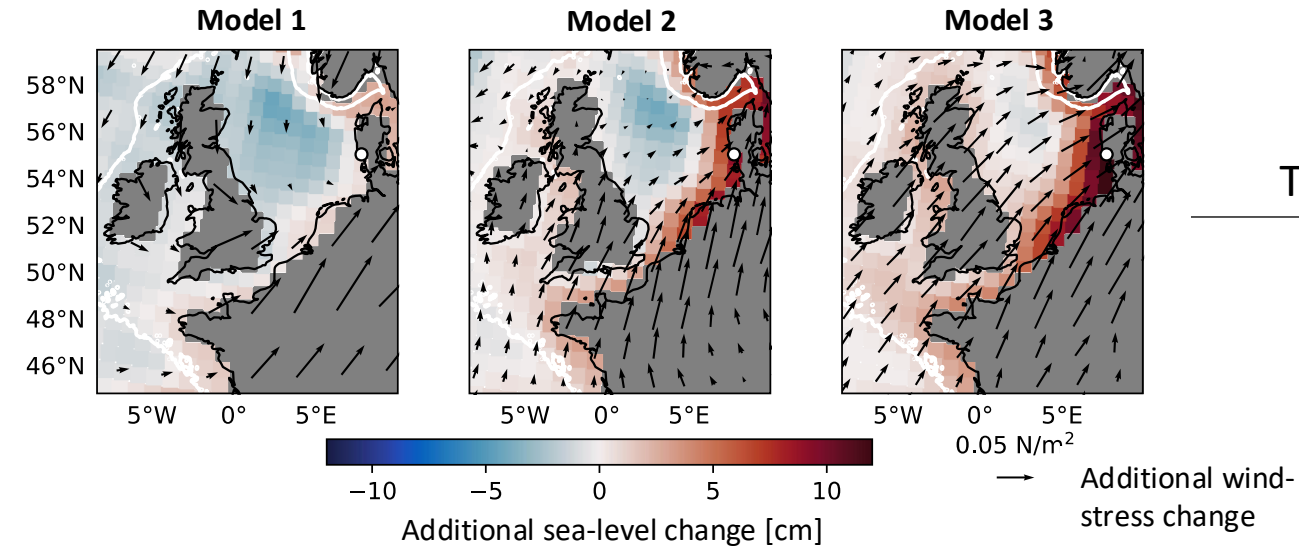 Model 1 Model 2 Model 3
58°N
56°N
54°N
52°N
50°N
48°N
46°N
T
5°W 0° 5°E 5°W 0° 5°E 5°W 0° 5°E
0.05 N/m²
−10 −5 0 5 10
Additional sea-level change [cm]
Additional wind-
stress change